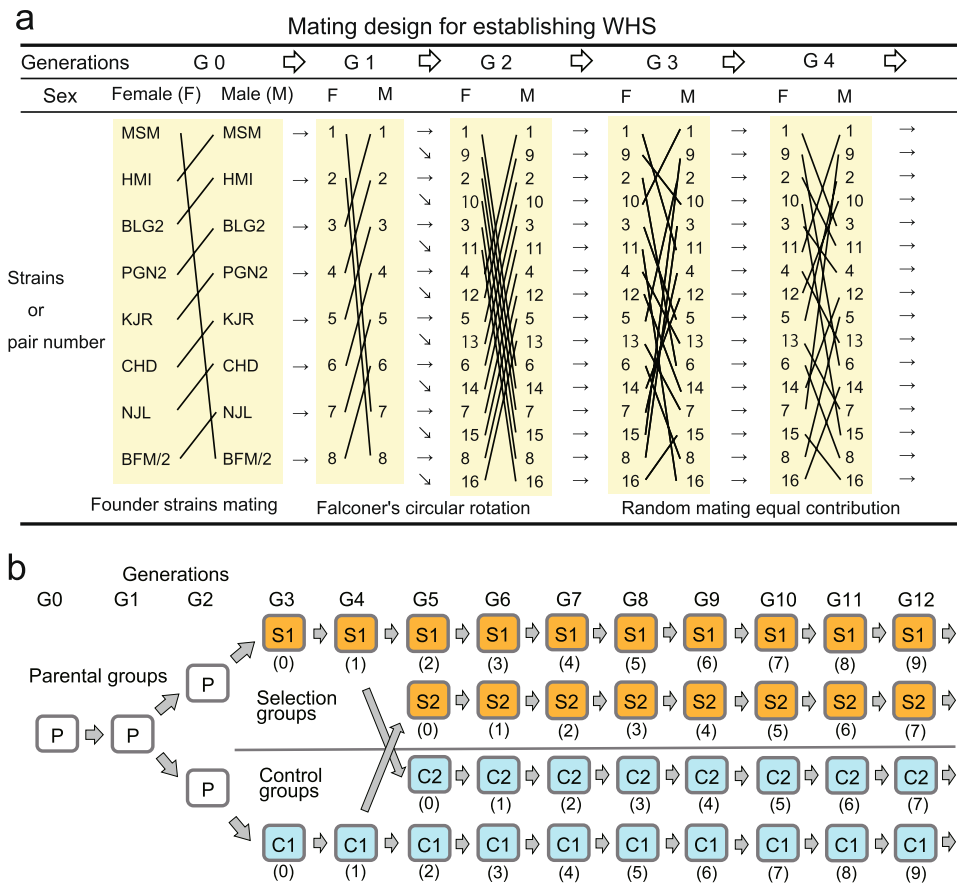 a
Mating design for establishing WHS
Generations G 0 ⇨ G 1 ⇨ G 2 ⇨ G 3 ⇨ G 4 ⇨
Sex Female (F) Male (M) F M F M F M F M
MSM MSM → 1 1 → 1 1 → 1 1 → 1 1 →
↘ 9 9 → 9 9 → 9 9 →
HMI HMI → 2 2 → 2 2 → 2 2 → 2 2 →
↘ 10 10 → 10 10 → 10 10 →
BLG2 BLG2 → 3 3 → 3 3 → 3 3 → 3 3 →
↘ 11 11 → 11 11 → 11 11 →
PGN2 PGN2 → 4 4 → 4 4 → 4 4 → 4 4 →
Strains
or
pair number
↘ 12 12 → 12 12 → 12 12 →
KJR KJR → 5 5 → 5 5 → 5 5 → 5 5 →
↘ 13 13 → 13 13 → 13 13 →
CHD CHD → 6 6 → 6 6 → 6 6 → 6 6 →
↘ 14 14 → 14 14 → 14 14 →
NJL NJL → 7 7 → 7 7 → 7 7 → 7 7 →
↘ 15 15 → 15 15 → 15 15 →
BFM/2 BFM/2 → 8 8 → 8 8 → 8 8 → 8 8 →
↘ 16 16 → 16 16 → 16 16 →
Founder strains mating Falconer's circular rotation Random mating equal contribution
b
Generations
G0 G1 G2 G3 G4 G5 G6 G7 G8 G9 G10 G11 G12
S1 S1 S1 S1 S1 S1 S1 S1 S1 S1
(0) (1) (2) (3) (4) (5) (6) (7) (8) (9)
Parental groups
P
Selection
groups
S2 S2 S2 S2 S2 S2 S2 S2
(0) (1) (2) (3) (4) (5) (6) (7)
P P
Control
groups
C2 C2 C2 C2 C2 C2 C2 C2
(0) (1) (2) (3) (4) (5) (6) (7)
P
C1 C1 C1 C1 C1 C1 C1 C1 C1 C1
(0) (1) (2) (3) (4) (5) (6) (7) (8) (9)